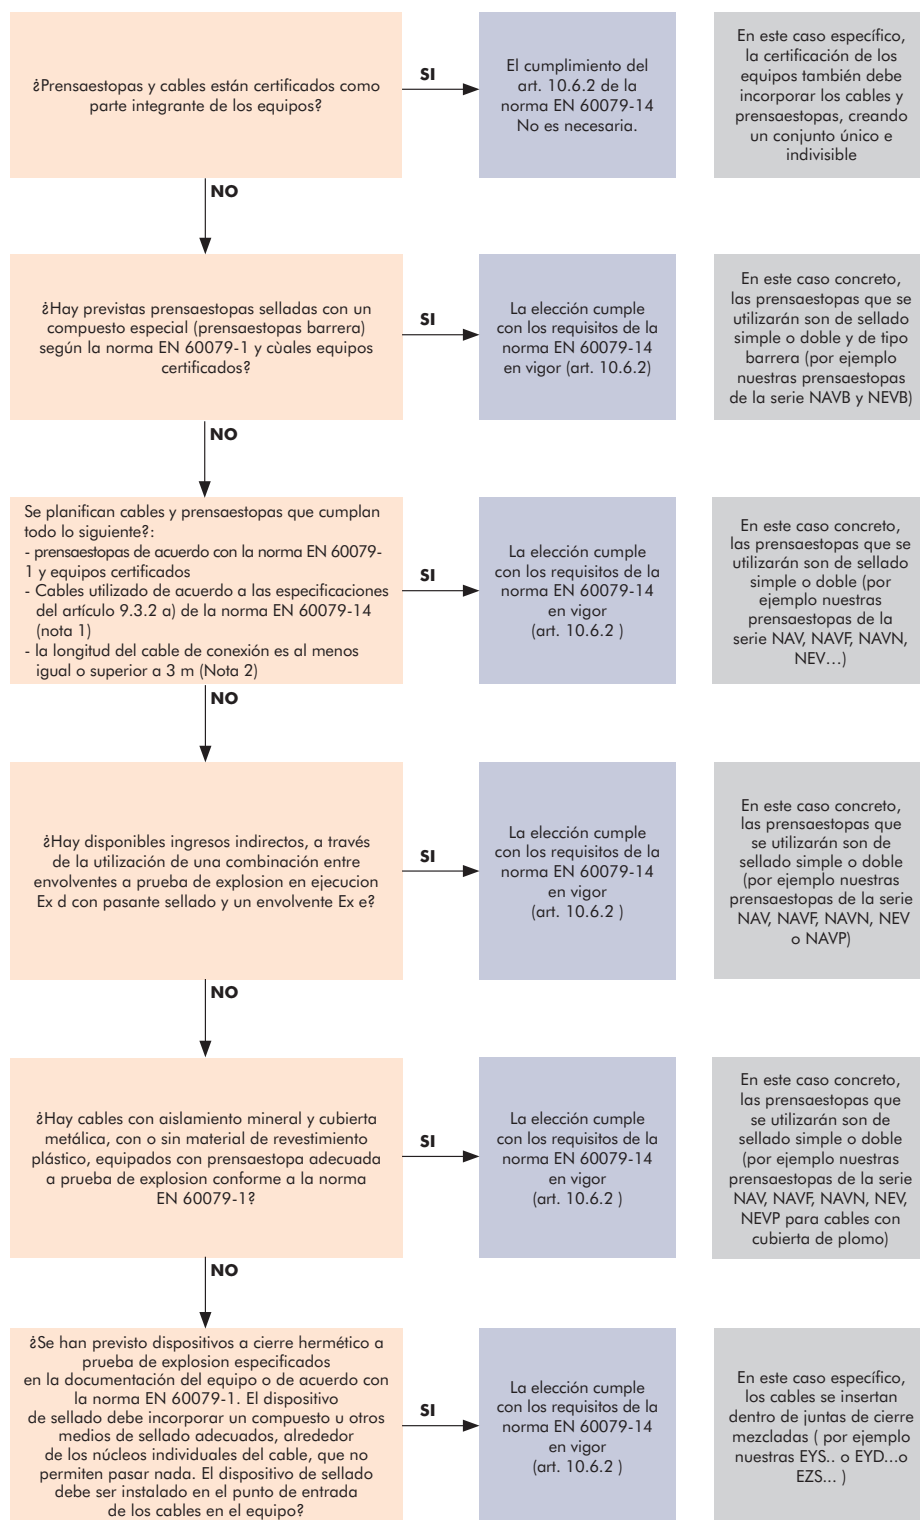 ¿Prensaestopas y cables están certificados como
parte integrante de los equipos?
SI
El cumplimiento del
art. 10.6.2 de la
norma EN 60079-14
No es necesaria.
En este caso específico,
la certificación de los
equipos también debe
incorporar los cables y
prensaestopas, creando
un conjunto único e
indivisible
NO
¿Hay previstas prensaestopas selladas con un
compuesto especial (prensaestopas barrera)
según la norma EN 60079-1 y cùales equipos
certificados?
SI
La elección cumple
con los requisitos de la
norma EN 60079-14
en vigor (art. 10.6.2)
En este caso concreto,
las prensaestopas que se
utilizarán son de sellado
simple o doble y de tipo
barrera (por ejemplo
nuestras prensaestopas
de la serie NAVB y NEVB)
NO
Se planifican cables y prensaestopas que cumplan
todo lo siguiente?:
- prensaestopas de acuerdo con la norma EN 60079-
1 y equipos certificados
- Cables utilizado de acuerdo a las especificaciones
del artículo 9.3.2 a) de la norma EN 60079-14
(nota 1)
- la longitud del cable de conexión es al menos
igual o superior a 3 m (Nota 2)
SI
La elección cumple
con los requisitos de la
norma EN 60079-14
en vigor
(art. 10.6.2 )
En este caso concreto,
las prensaestopas que se
utilizarán son de sellado
simple o doble (por
ejemplo nuestras
prensaestopas de la
serie NAV, NAVF, NAVN,
NEV...)
NO
¿Hay disponibles ingresos indirectos, a través
de la utilización de una combinación entre
envolventes a prueba de explosion en ejecucion
Ex d con pasante sellado y un envolvente Ex e?
SI
La elección cumple
con los requisitos de la
norma EN 60079-14
en vigor
(art. 10.6.2 )
En este caso concreto,
las prensaestopas que
se utilizarán son de
sellado simple o doble
(por ejemplo nuestras
prensaestopas de la serie
NAV, NAVF, NAVN, NEV
o NAVP)
NO
¿Hay cables con aislamiento mineral y cubierta
metálica, con o sin material de revestimiento
plástico, equipados con prensaestopa adecuada
a prueba de explosion conforme a la norma
EN 60079-1?
SI
La elección cumple
con los requisitos de la
norma EN 60079-14
en vigor
(art. 10.6.2 )
En este caso concreto,
las prensaestopas que
se utilizarán son de
sellado simple o doble
(por ejemplo nuestras
prensaestopas de la serie
NAV, NAVF, NAVN, NEV,
NEVP para cables con
cubierta de plomo)
NO
¿Se han previsto dispositivos a cierre hermético a
prueba de explosion especificados
en la documentación del equipo o de acuerdo con
la norma EN 60079-1. El dispositivo
de sellado debe incorporar un compuesto u otros
medios de sellado adecuados, alrededor
de los núcleos individuales del cable, que no
permiten pasar nada. El dispositivo de sellado
debe ser instalado en el punto de entrada
de los cables en el equipo?
SI
La elección cumple
con los requisitos de la
norma EN 60079-14
en vigor
(art. 10.6.2 )
En este caso específico,
los cables se insertan
dentro de juntas de cierre
mezcladas ( por ejemplo
nuestras EYS.. o EYD...o
EZS... )